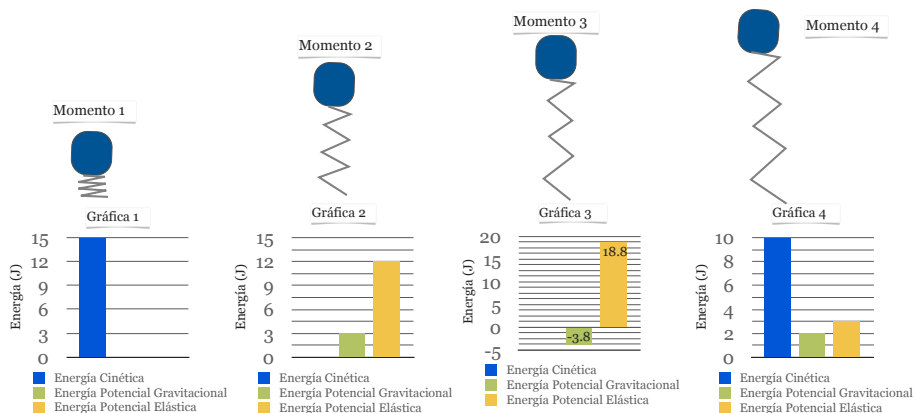 Momento 1
Momento 2
Momento 3
Momento 4
Gráfica 1
Energía (J)
15
12
9
6
3
0
Energía Cinética
Energía Potencial Gravitacional
Energía Potencial Elástica
Gráfica 2
Energía (J)
15
12
9
6
3
0
Energía Cinética
Energía Potencial Gravitacional
Energía Potencial Elástica
Gráfica 3
Energía (J)
20
15
10
5
0
-5
18.8
-3.8
Energía Cinética
Energía Potencial Gravitacional
Energía Potencial Elástica
Gráfica 4
Energía (J)
10
8
6
4
2
0
Energía Cinética
Energía Potencial Gravitacional
Energía Potencial Elástica